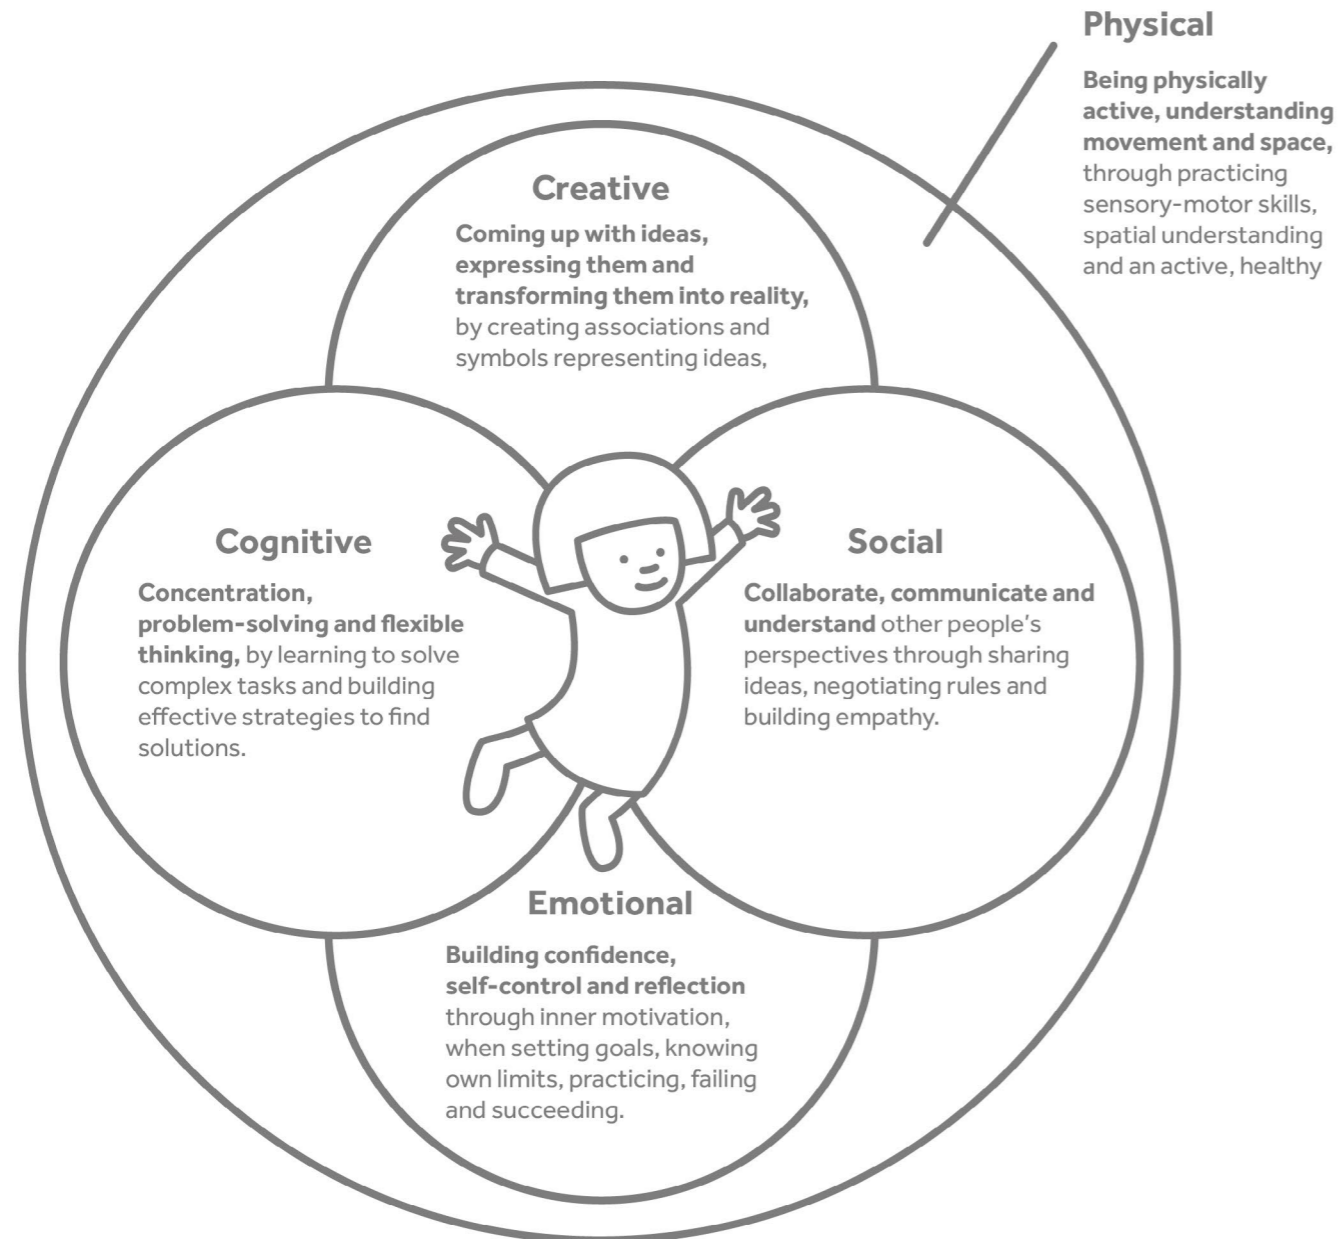 Physical
Being physically
active, understanding
movement and space,
through practicing
sensory-motor skills,
spatial understanding
and an active, healthy
Creative
Coming up with ideas,
expressing them and
transforming them into reality,
by creating associations and
symbols representing ideas,
Cognitive
Concentration,
problem-solving and flexible
thinking, by learning to solve
complex tasks and building
effective strategies to find
solutions.
Social
Collaborate, communicate and
understand other people's
perspectives through sharing
ideas, negotiating rules and
building empathy.
Emotional
Building confidence,
self-control and reflection
through inner motivation,
when setting goals, knowing
own limits, practicing, failing
and succeeding.